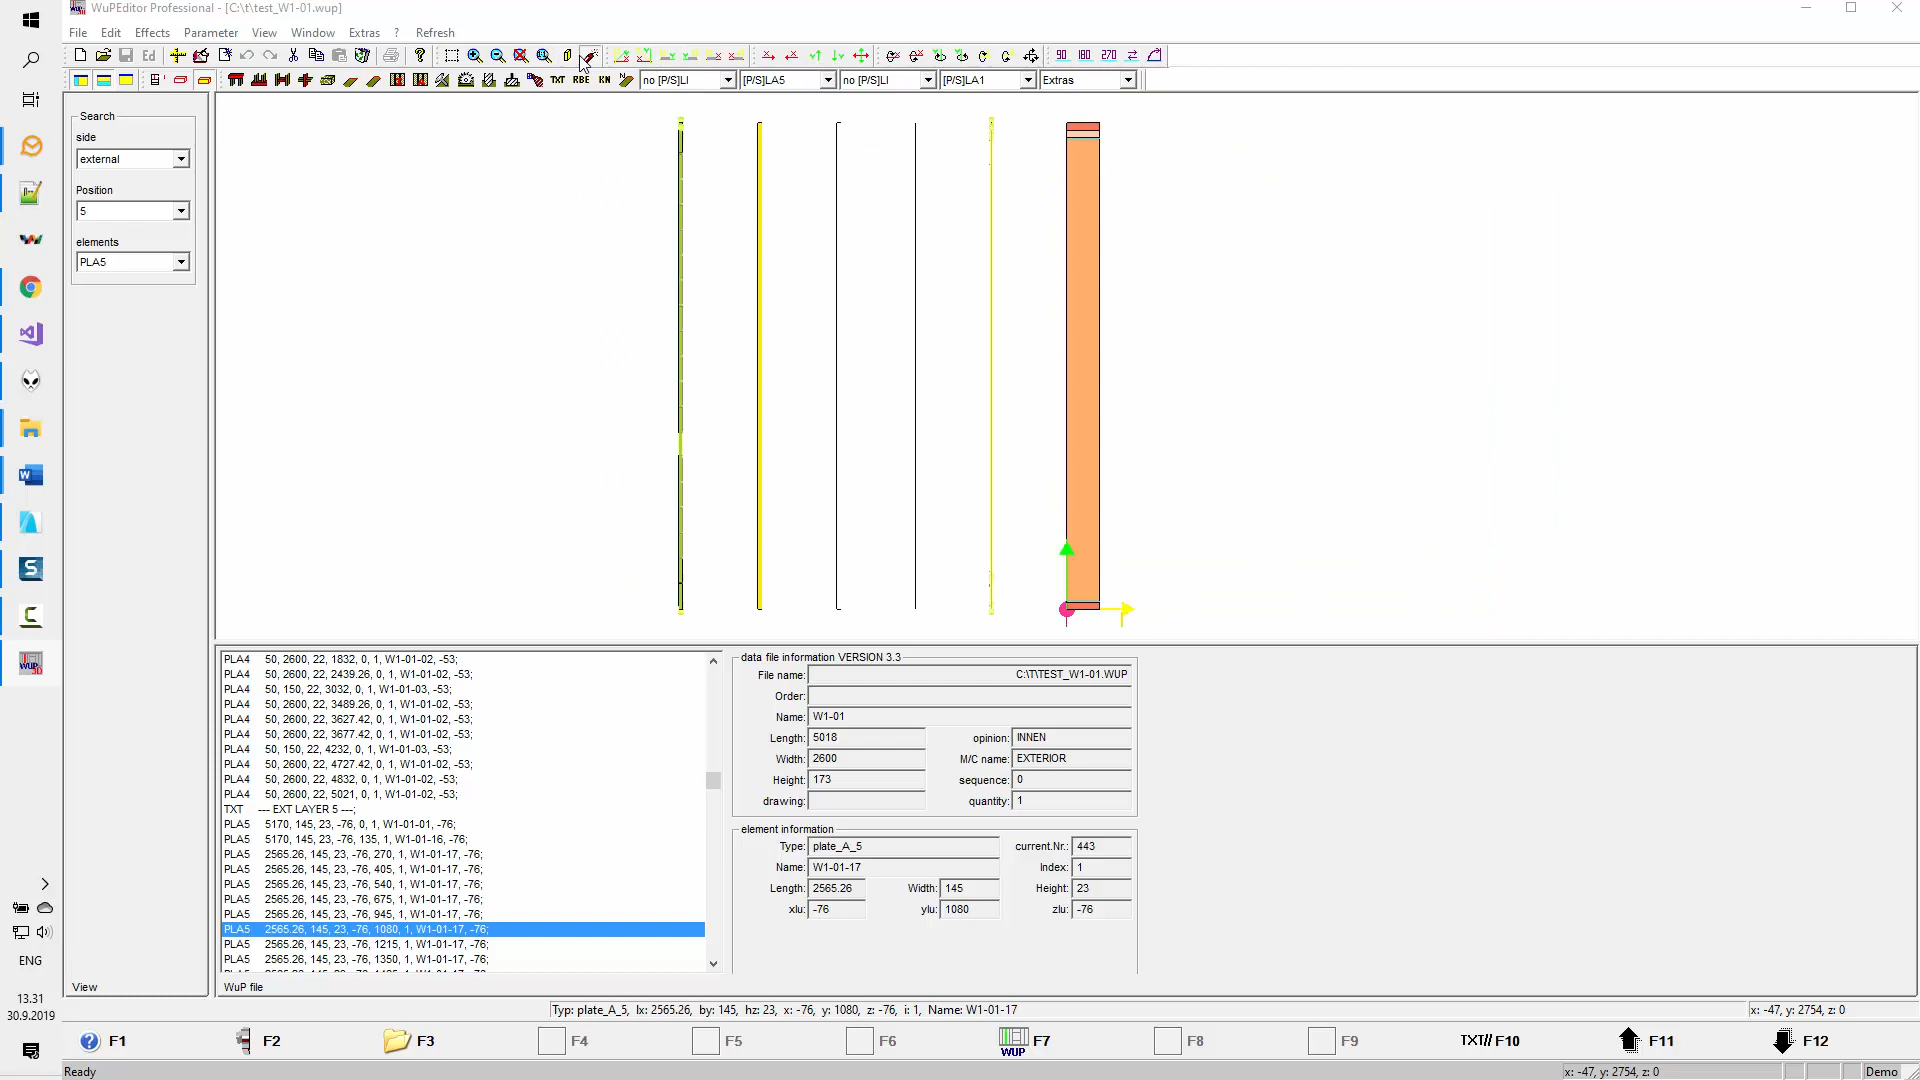 WuPEditor Professional - [C:\t\test_W1-01.wup]
File Edit Effects Parameter View Window Extras ? Refresh
Ed 90 180 270
TXT RBE KN no [P/S]LI [P/S]LA5 no [P/S]LI [P/S]LA1 Extras
Search
side
external
Position
5
elements
PLA5
View
PLA4 50, 2600, 22, 1832, 0, 1, W1-01-02, -53;
PLA4 50, 2600, 22, 2439.26, 0, 1, W1-01-02, -53;
PLA4 50, 150, 22, 3032, 0, 1, W1-01-03, -53;
PLA4 50, 2600, 22, 3489.26, 0, 1, W1-01-02, -53;
PLA4 50, 2600, 22, 3627.42, 0, 1, W1-01-02, -53;
PLA4 50, 2600, 22, 3677.42, 0, 1, W1-01-02, -53;
PLA4 50, 150, 22, 4232, 0, 1, W1-01-03, -53;
PLA4 50, 2600, 22, 4727.42, 0, 1, W1-01-02, -53;
PLA4 50, 2600, 22, 4832, 0, 1, W1-01-02, -53;
PLA4 50, 2600, 22, 5021, 0, 1, W1-01-02, -53;
TXT --- EXT LAYER 5 ---;
PLA5 5170, 145, 23, -76, 0, 1, W1-01-01, -76;
PLA5 5170, 145, 23, -76, 135, 1, W1-01-16, -76;
PLA5 2565.26, 145, 23, -76, 270, 1, W1-01-17, -76;
PLA5 2565.26, 145, 23, -76, 405, 1, W1-01-17, -76;
PLA5 2565.26, 145, 23, -76, 540, 1, W1-01-17, -76;
PLA5 2565.26, 145, 23, -76, 675, 1, W1-01-17, -76;
PLA5 2565.26, 145, 23, -76, 945, 1, W1-01-17, -76;
PLA5 2565.26, 145, 23, -76, 1080, 1, W1-01-17, -76;
PLA5 2565.26, 145, 23, -76, 1215, 1, W1-01-17, -76;
PLA5 2565.26, 145, 23, -76, 1350, 1, W1-01-17, -76;
WuP file
data file information VERSION 3.3
File name: C:\T\TEST_W1-01.WUP
Order:
Name: W1-01
Length: 5018 opinion: INNEN
Width: 2600 M/C name: EXTERIOR
Height: 173 sequence: 0
drawing: quantity: 1
element information
Type: plate_A_5 current.Nr.: 443
Name: W1-01-17 Index: 1
Length: 2565.26 Width: 145 Height: 23
xlu: -76 ylu: 1080 zlu: -76
Typ: plate_A_5, lx: 2565.26, by: 145, hz: 23, x: -76, y: 1080, z: -76, i: 1, Name: W1-01-17
x: -47, y: 2754, z: 0
F1 F2 F3 F4 F5 F6 WUP F7 F8 F9 TXT// F10 F11 F12
Ready
x: -47, y: 2754, z: 0
Demo
ENG
13.31
30.9.2019